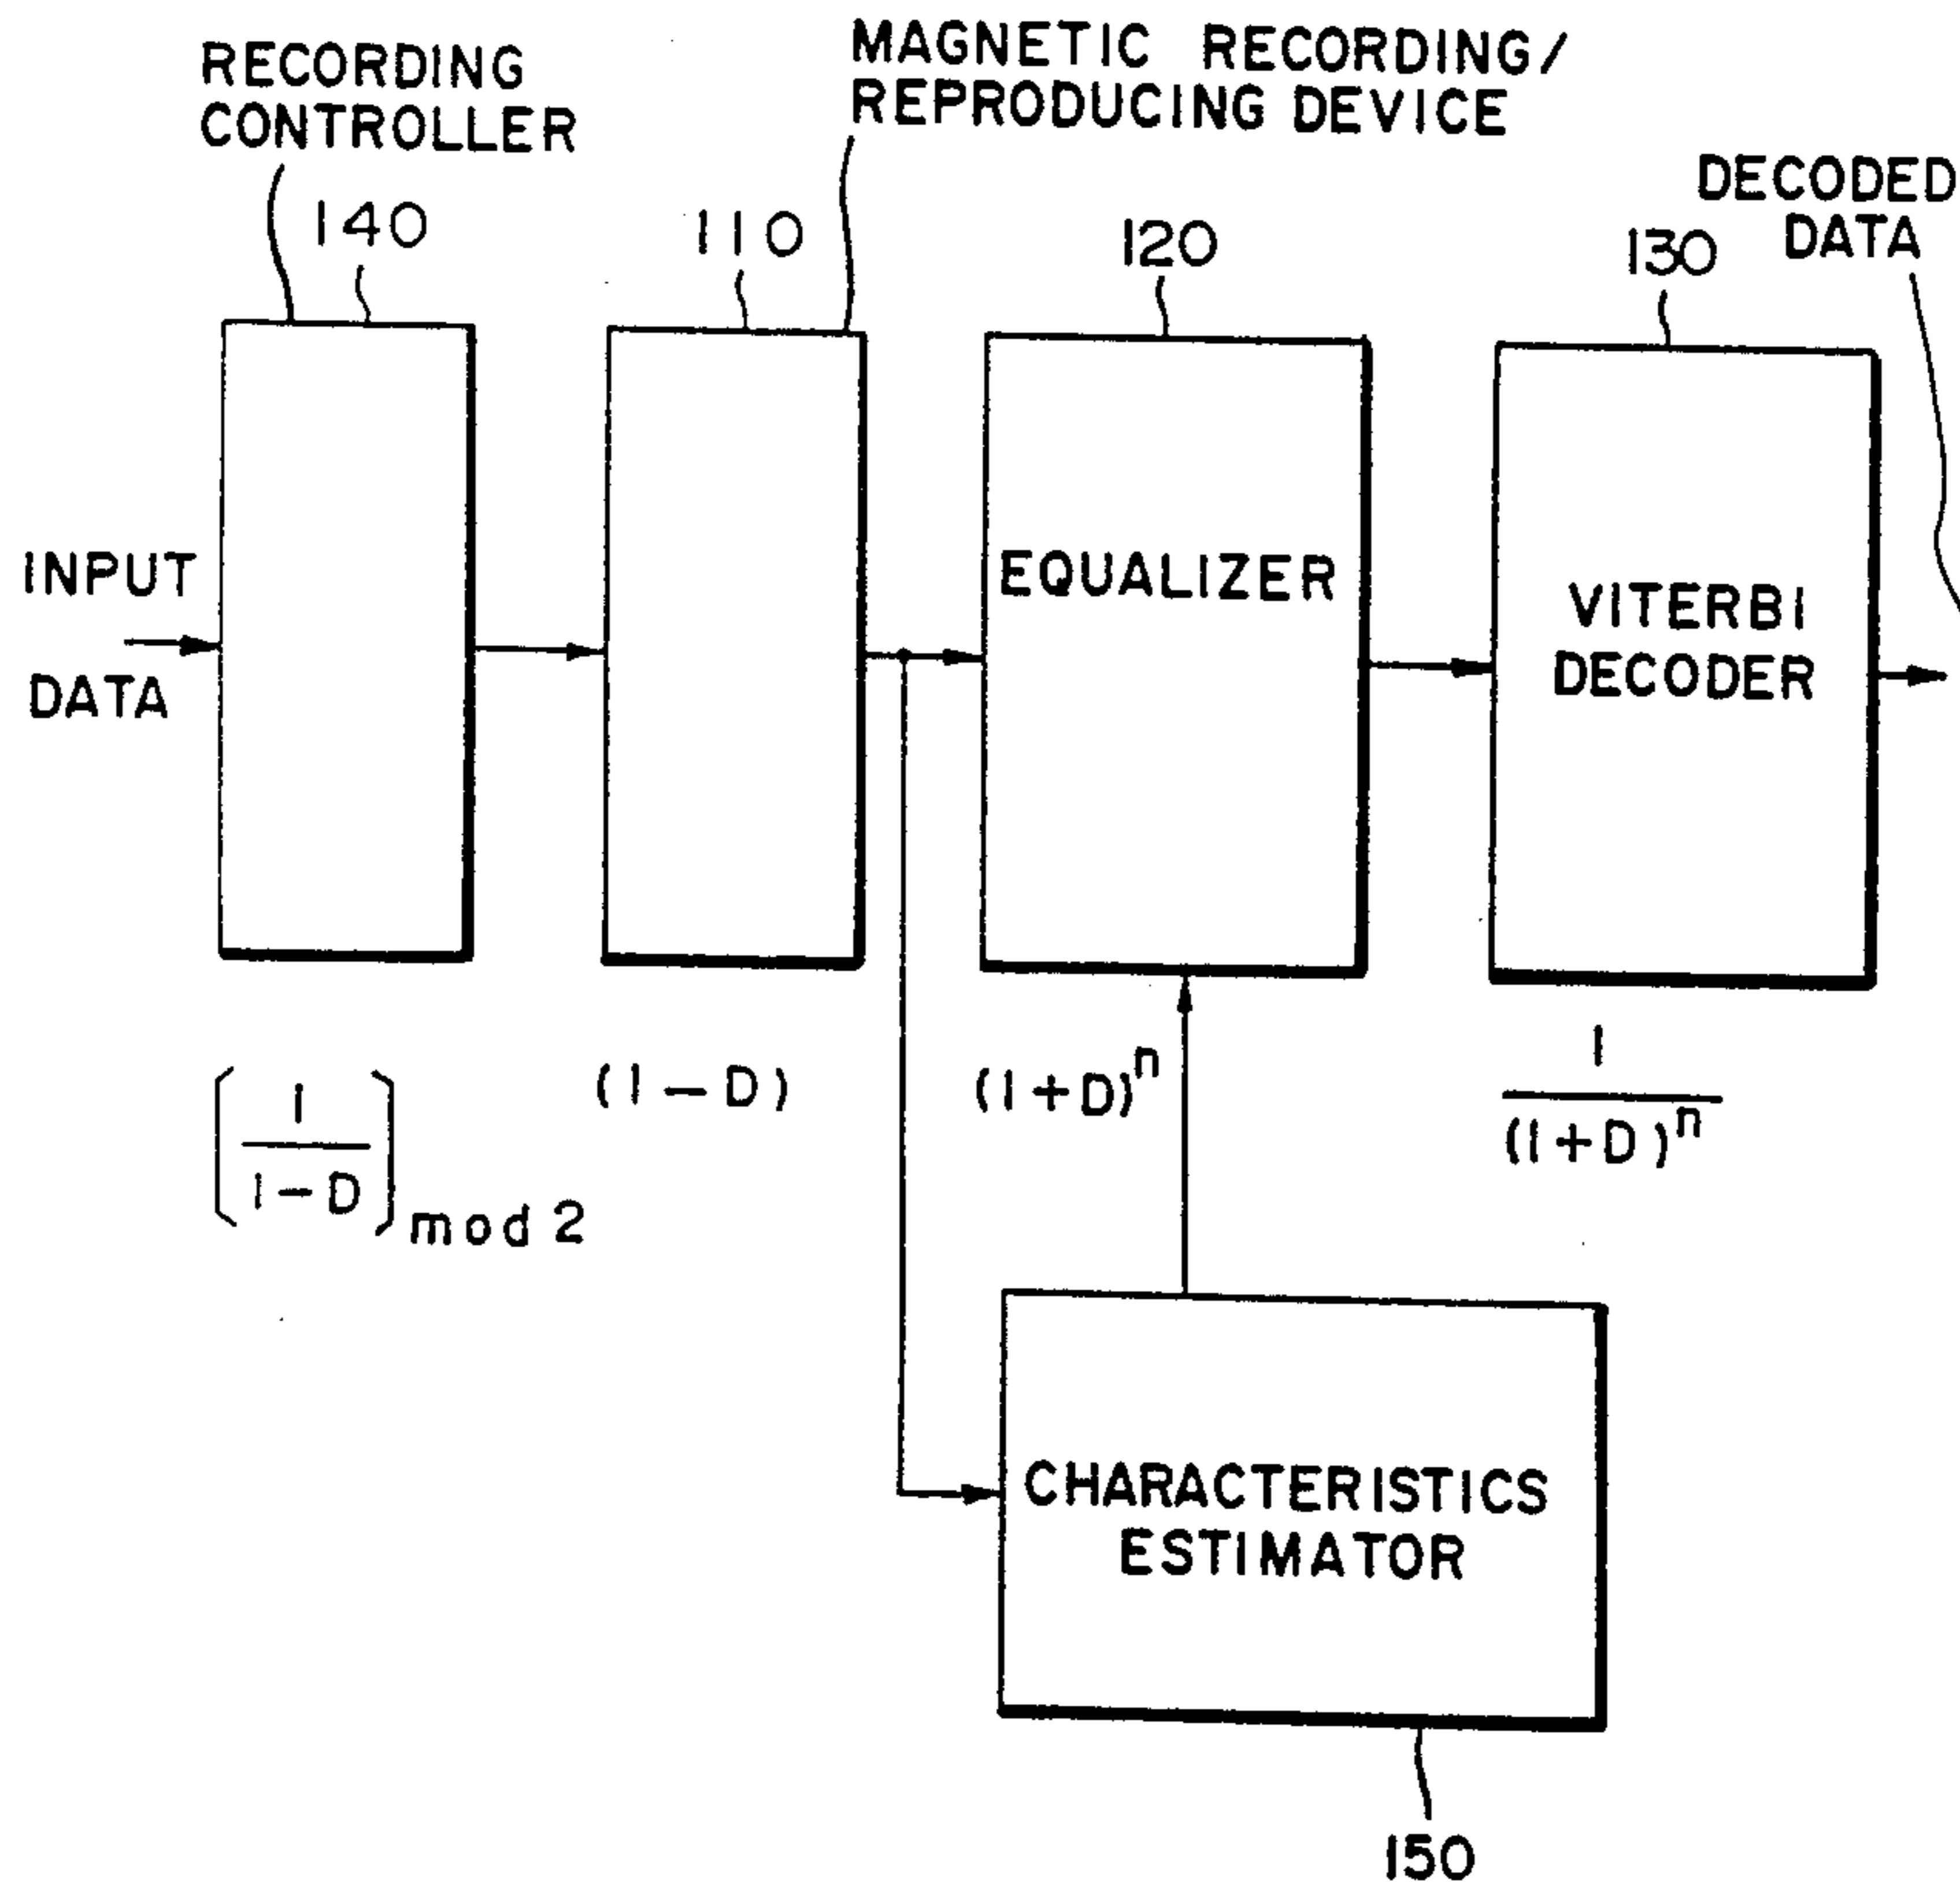 RECORDING
CONTROLLER
MAGNETIC RECORDING/
REPRODUCING DEVICE
140
110
120
130
DECODED
DATA
INPUT
DATA
EQUALIZER
VITERBI
DECODER
(1/(1-D)) mod 2
(1-D)
(1+D)^n
1/(1+D)^n
CHARACTERISTICS
ESTIMATOR
150